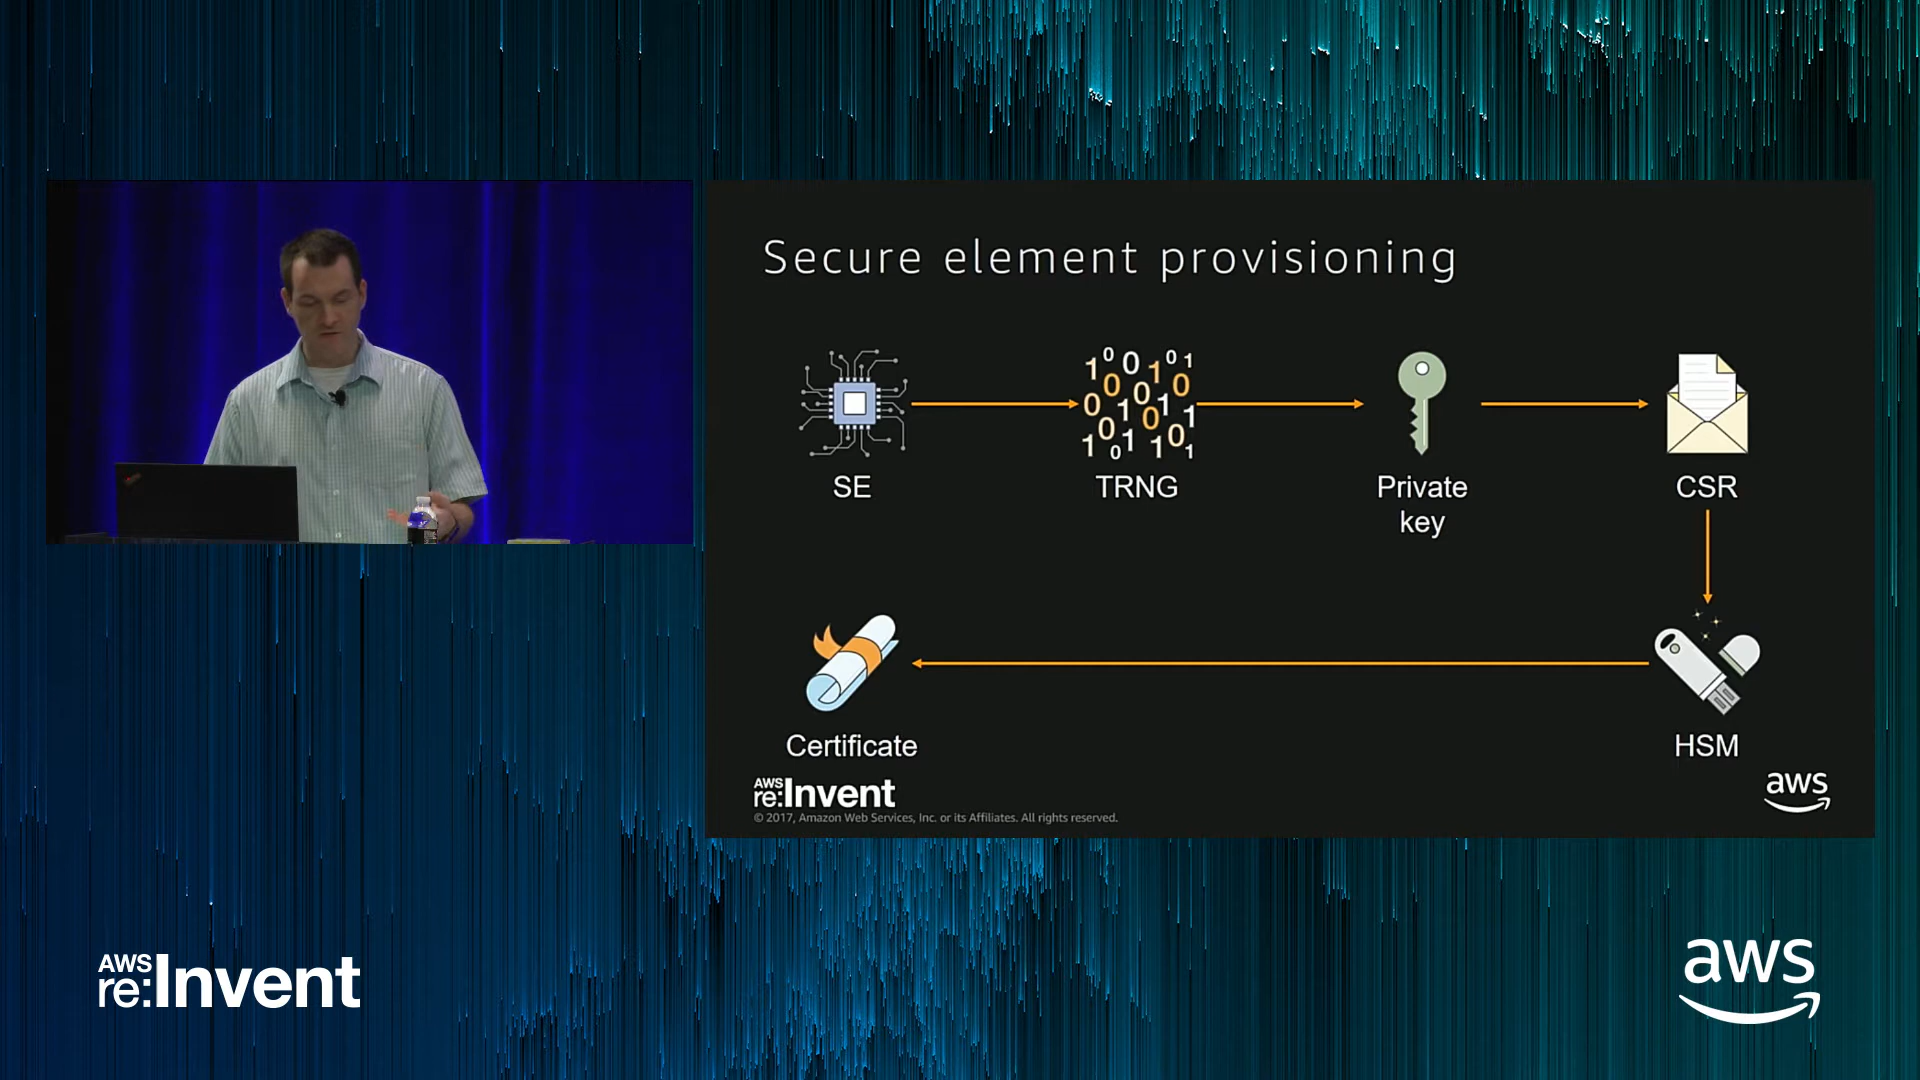 Secure element provisioning
SE
TRNG
Private
key
CSR
Certificate
HSM
AWS
re:Invent
© 2017, Amazon Web Services, Inc. or its Affiliates. All rights reserved.
aws
AWS
re:Invent
aws